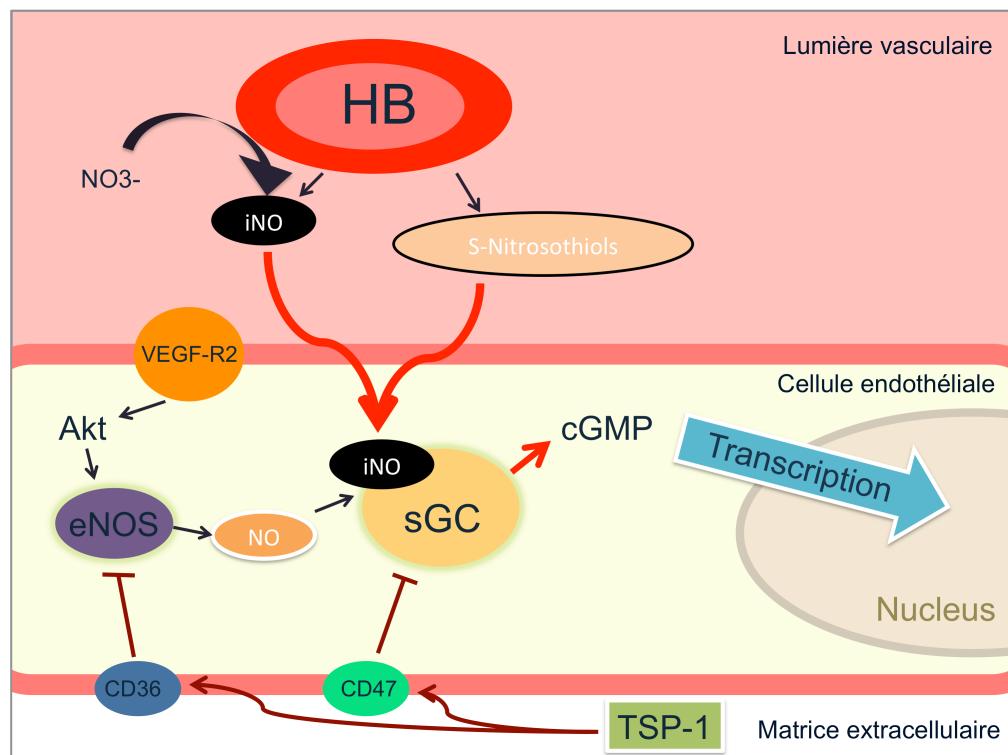 Lumière vasculaire
HB
NO3-
iNO
S-Nitrosothiols
VEGF-R2
Cellule endothéliale
Akt
cGMP
iNO
Transcription
eNOS
NO
sGC
Nucleus
CD36
CD47
TSP-1
Matrice extracellulaire